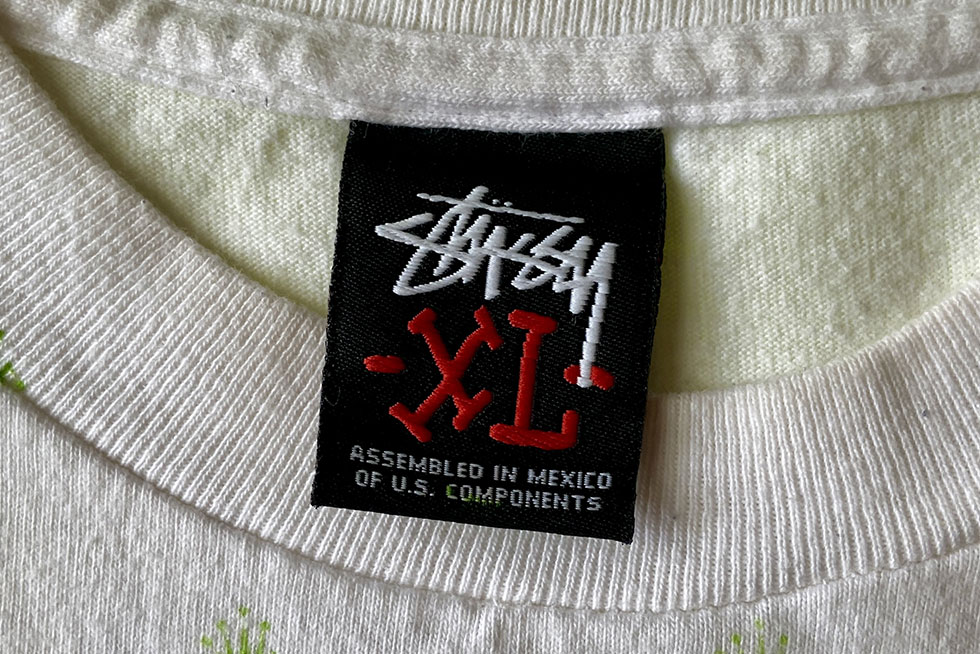 STÜSSY
-XL-
ASSEMBLED IN MEXICO
OF U.S. COMPONENTS